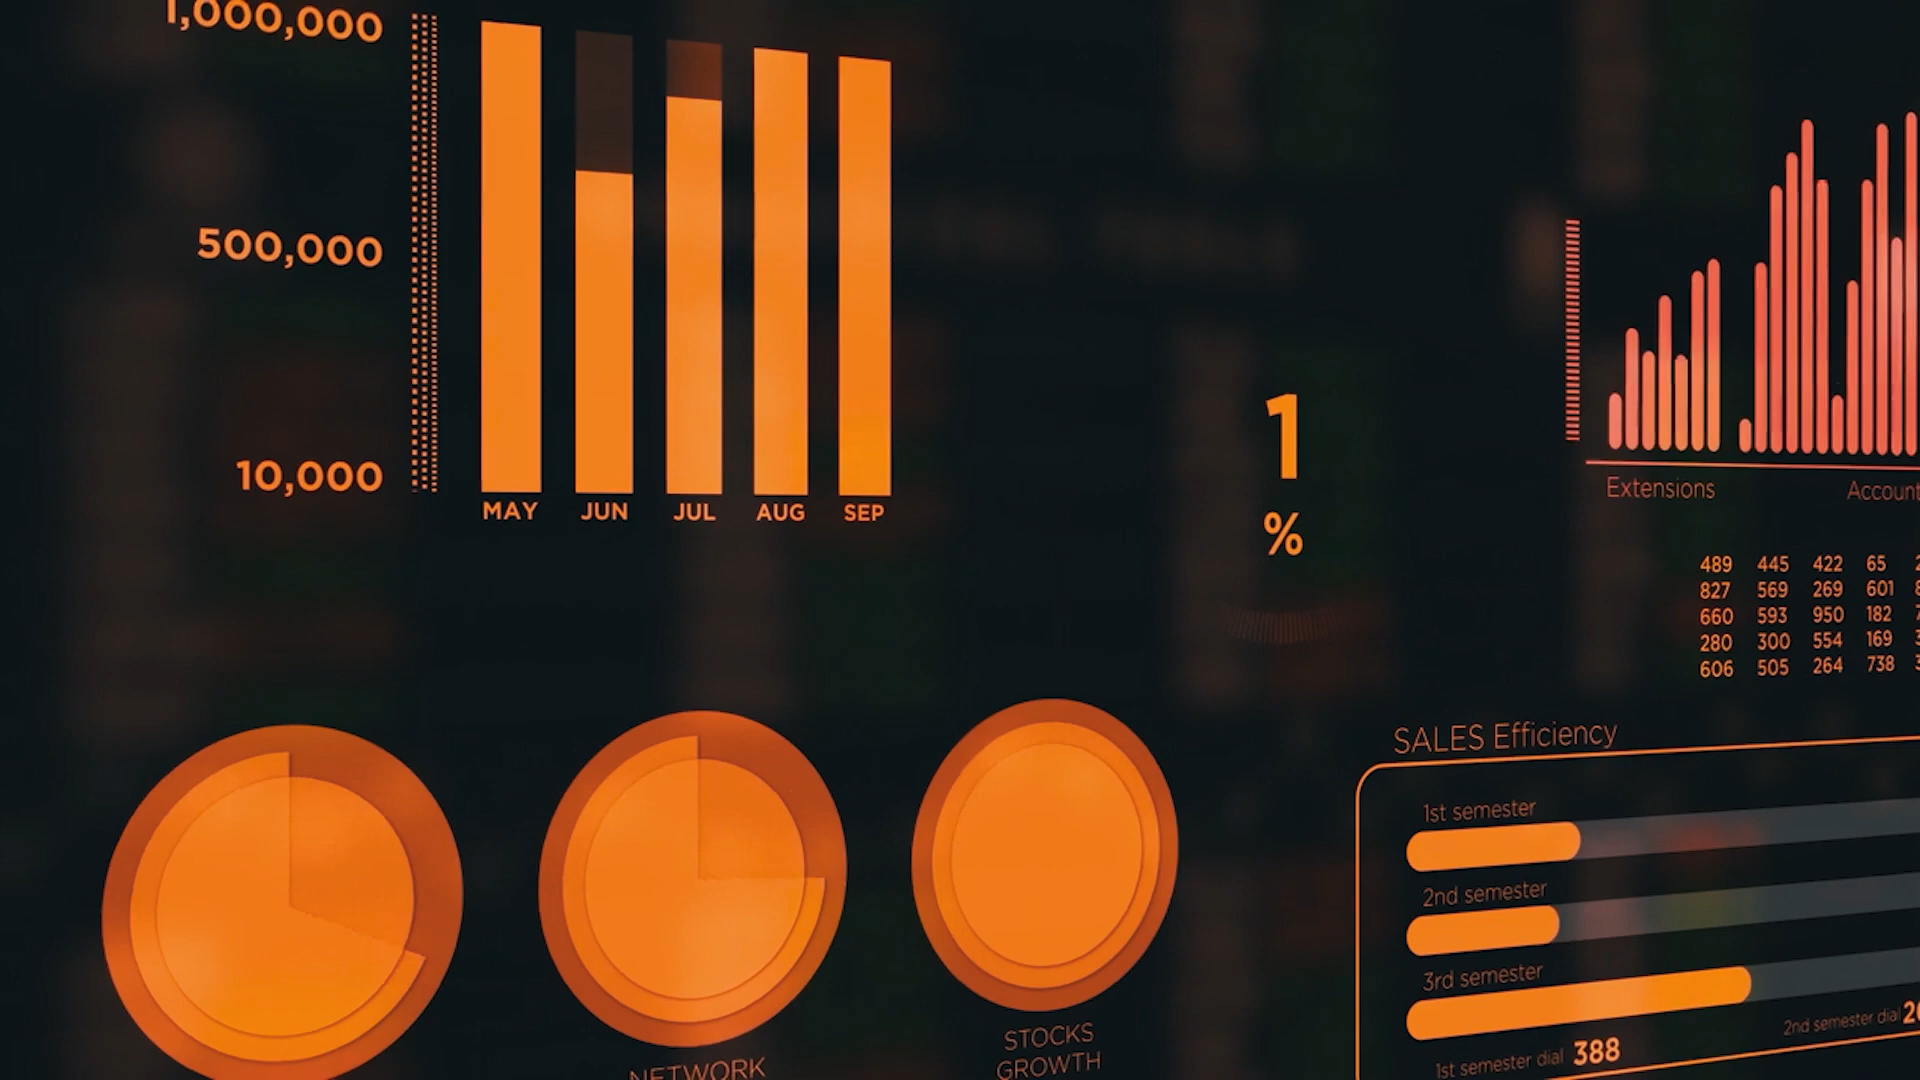 1,000,000
500,000
10,000
MAY JUN JUL AUG SEP
1
%
Extensions Account
489 445 422 65
827 569 269 601
660 593 950 182
280 300 554 169
606 505 264 738
SALES Efficiency
1st semester
2nd semester
3rd semester
1st semester dial 388
2nd semester dial
NETWORK
STOCKS
GROWTH